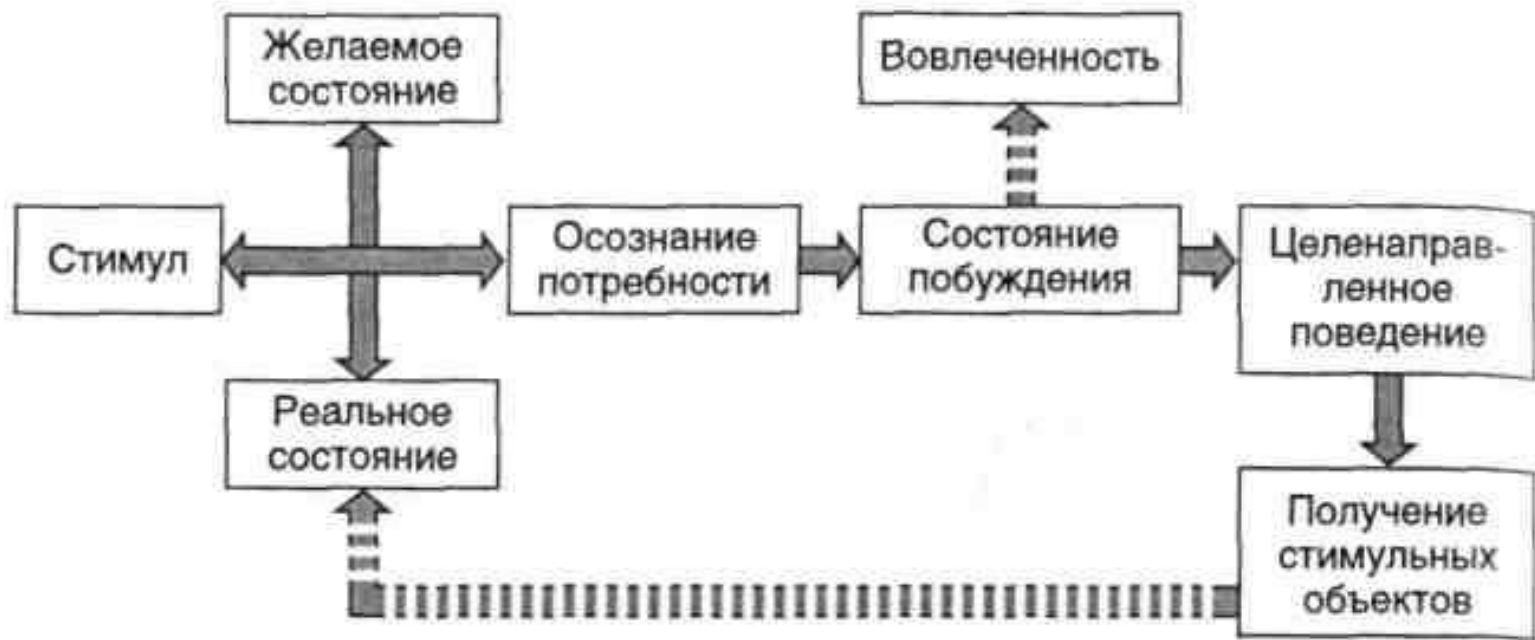 Желаемое
состояние
Вовлеченность
Стимул
Осознание
потребности
Состояние
побуждения
Целенаправ-
ленное
поведение
Реальное
состояние
Получение
стимульных
объектов